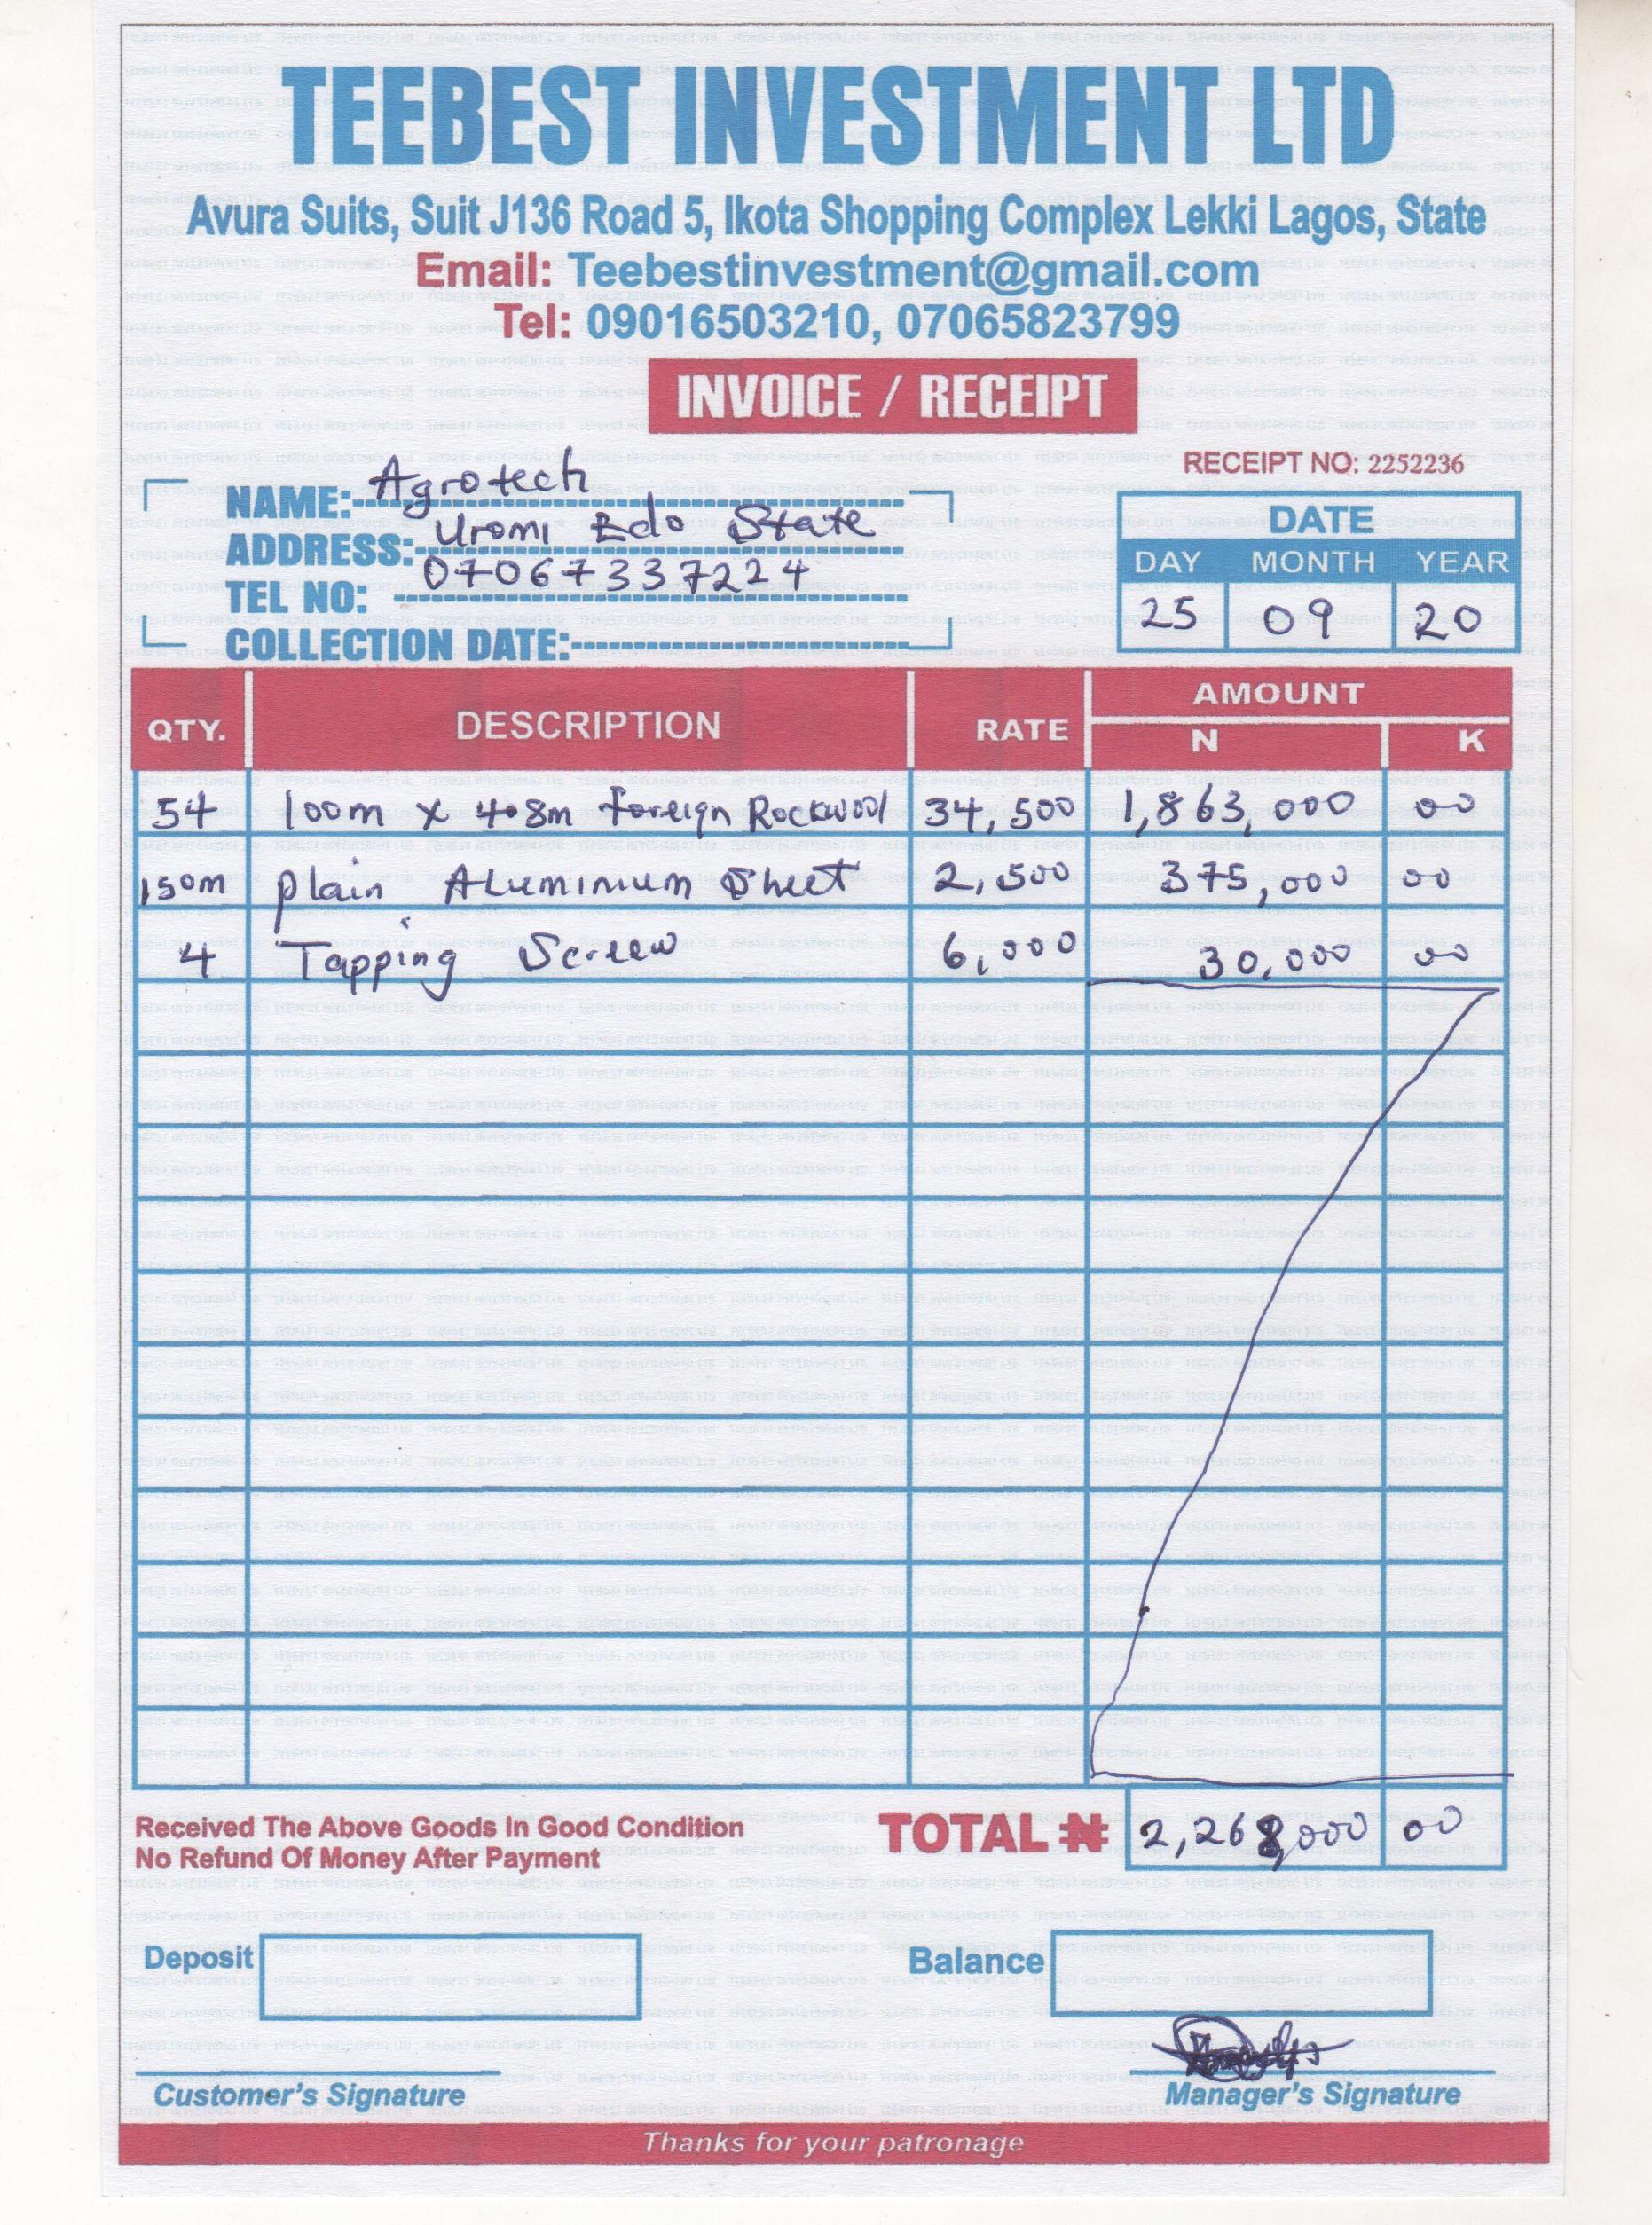 TEEBEST INVESTMENT LTD
Avura Suits, Suit J136 Road 5, Ikota Shopping Complex Lekki Lagos, State
Email: Teebestinvestment@gmail.com
Tel: 09016503210, 07065823799
INVOICE / RECEIPT
RECEIPT NO: 2252236
NAME: Agrotech
ADDRESS: Uromi Edo State
TEL NO: 07067337224
COLLECTION DATE:
DATE
DAY MONTH YEAR
25 09 20
QTY. DESCRIPTION RATE AMOUNT
N K
54 100m x 4.8m foreign Rockwool 34,500 1,863,000 00
150m plain Aluminium Sheet 2,500 375,000 00
4 Tapping Screw 6,000 30,000 00
Received The Above Goods In Good Condition
No Refund Of Money After Payment
TOTAL ₦ 2,268,000 00
Deposit Balance
Customer's Signature Manager's Signature
Thanks for your patronage